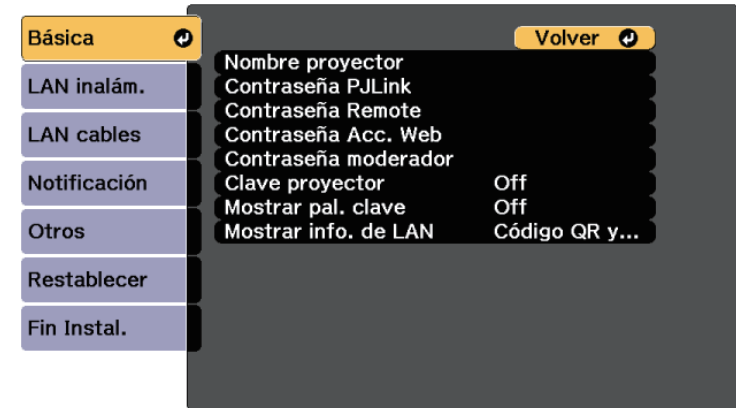 Básica
LAN inalám.
LAN cables
Notificación
Otros
Restablecer
Fin Instal.
Volver
Nombre proyector
Contraseña PJLink
Contraseña Remote
Contraseña Acc. Web
Contraseña moderador
Clave proyector Off
Mostrar pal. clave Off
Mostrar info. de LAN Código QR y...